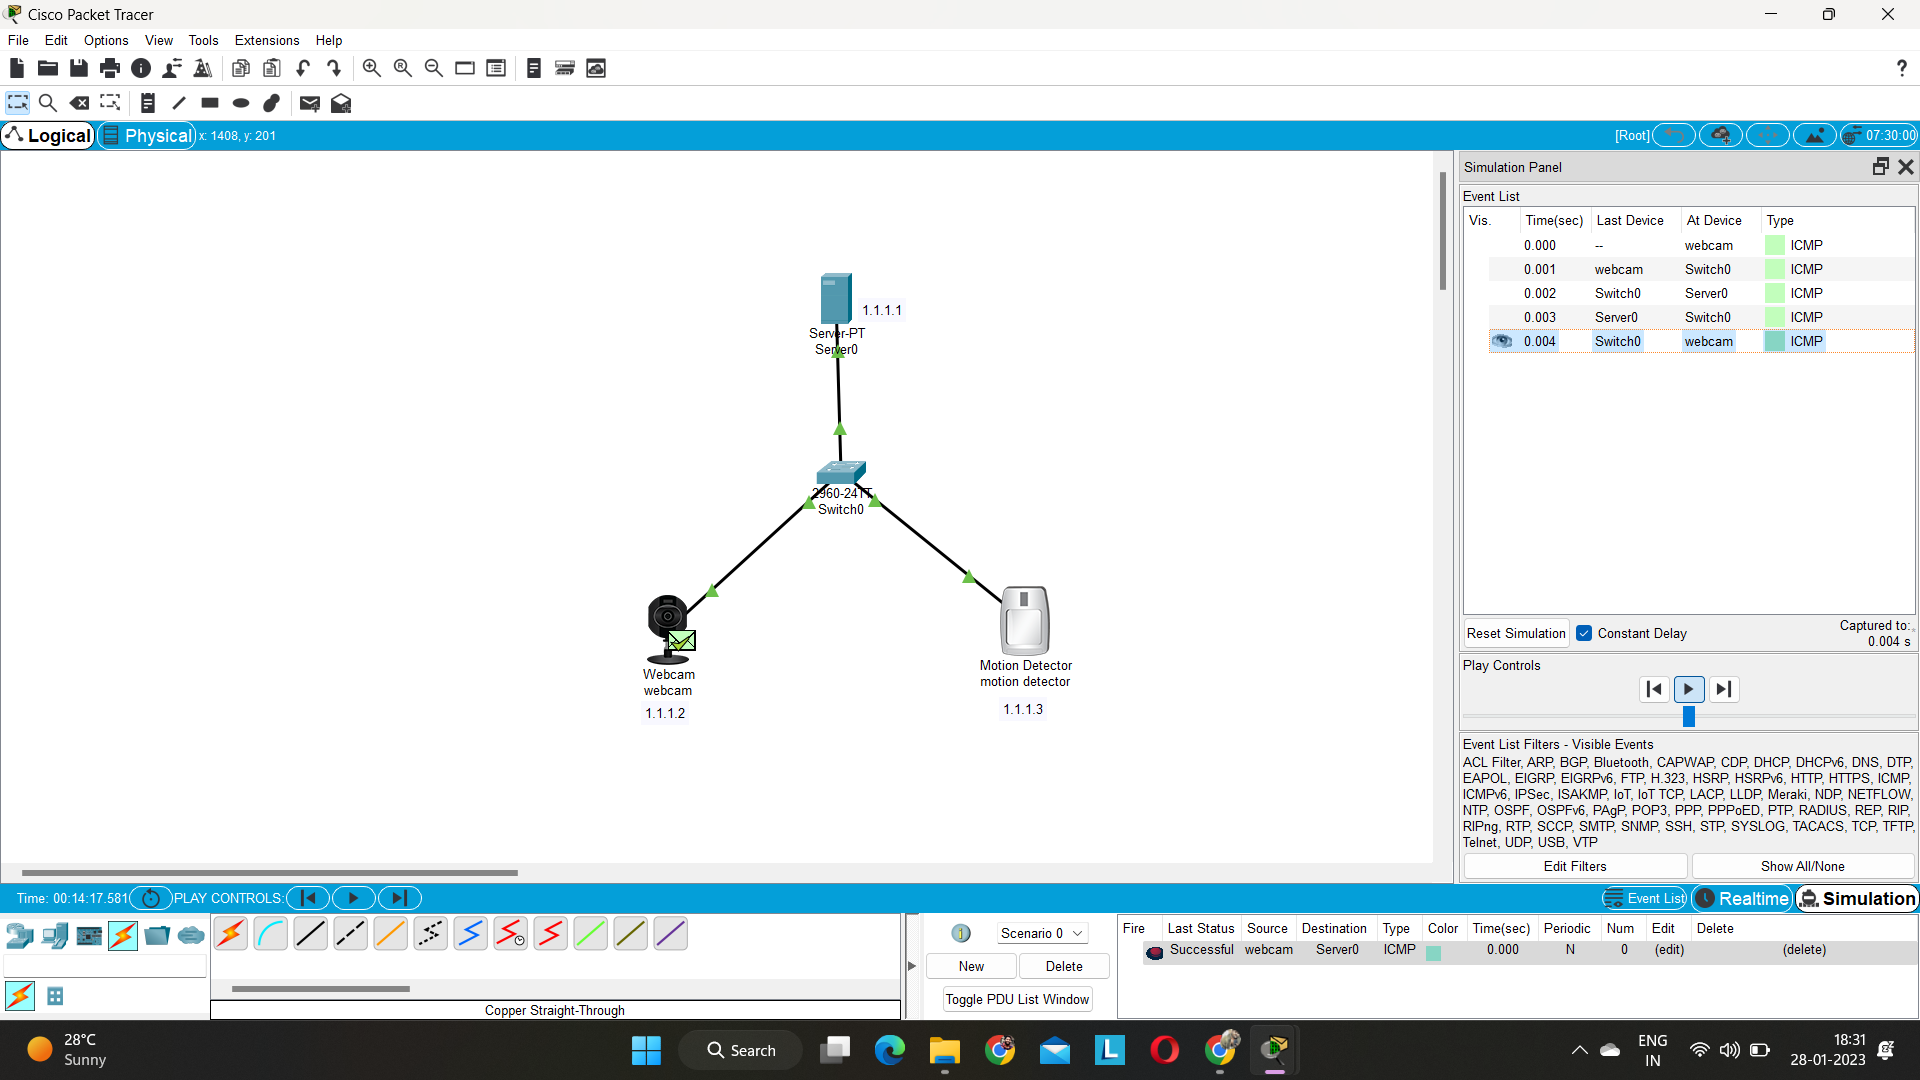 Cisco Packet Tracer
File Edit Options View Tools Extensions Help
?
Logical Physical x: 1408, y: 201 [Root] 07:30:00
Simulation Panel
Event List
Vis. Time(sec) Last Device At Device Type
0.000 -- webcam ICMP
0.001 webcam Switch0 ICMP
0.002 Switch0 Server0 ICMP
0.003 Server0 Switch0 ICMP
0.004 Switch0 webcam ICMP
1.1.1.1
Server-PT
Server0
2960-24TT
Switch0
Webcam
webcam
1.1.1.2
Motion Detector
motion detector
1.1.1.3
Reset Simulation Constant Delay Captured to:
0.004 s
Play Controls
Event List Filters - Visible Events
ACL Filter, ARP, BGP, Bluetooth, CAPWAP, CDP, DHCP, DHCPv6, DNS, DTP,
EAPOL, EIGRP, EIGRPv6, FTP, H.323, HSRP, HSRPv6, HTTP, HTTPS, ICMP,
ICMPv6, IPSec, ISAKMP, IoT, IoT TCP, LACP, LLDP, Meraki, NDP, NETFLOW,
NTP, OSPF, OSPFv6, PAgP, POP3, PPP, PPPoED, PTP, RADIUS, REP, RIP,
RIPng, RTP, SCCP, SMTP, SNMP, SSH, STP, SYSLOG, TACACS, TCP, TFTP,
Telnet, UDP, USB, VTP
Edit Filters Show All/None
Time: 00:14:17.581 PLAY CONTROLS: Event List Realtime Simulation
Scenario 0
New Delete
Toggle PDU List Window
Fire Last Status Source Destination Type Color Time(sec) Periodic Num Edit Delete
Successful webcam Server0 ICMP 0.000 N 0 (edit) (delete)
Copper Straight-Through
28°C
Sunny
Search
ENG
IN
18:31
28-01-2023